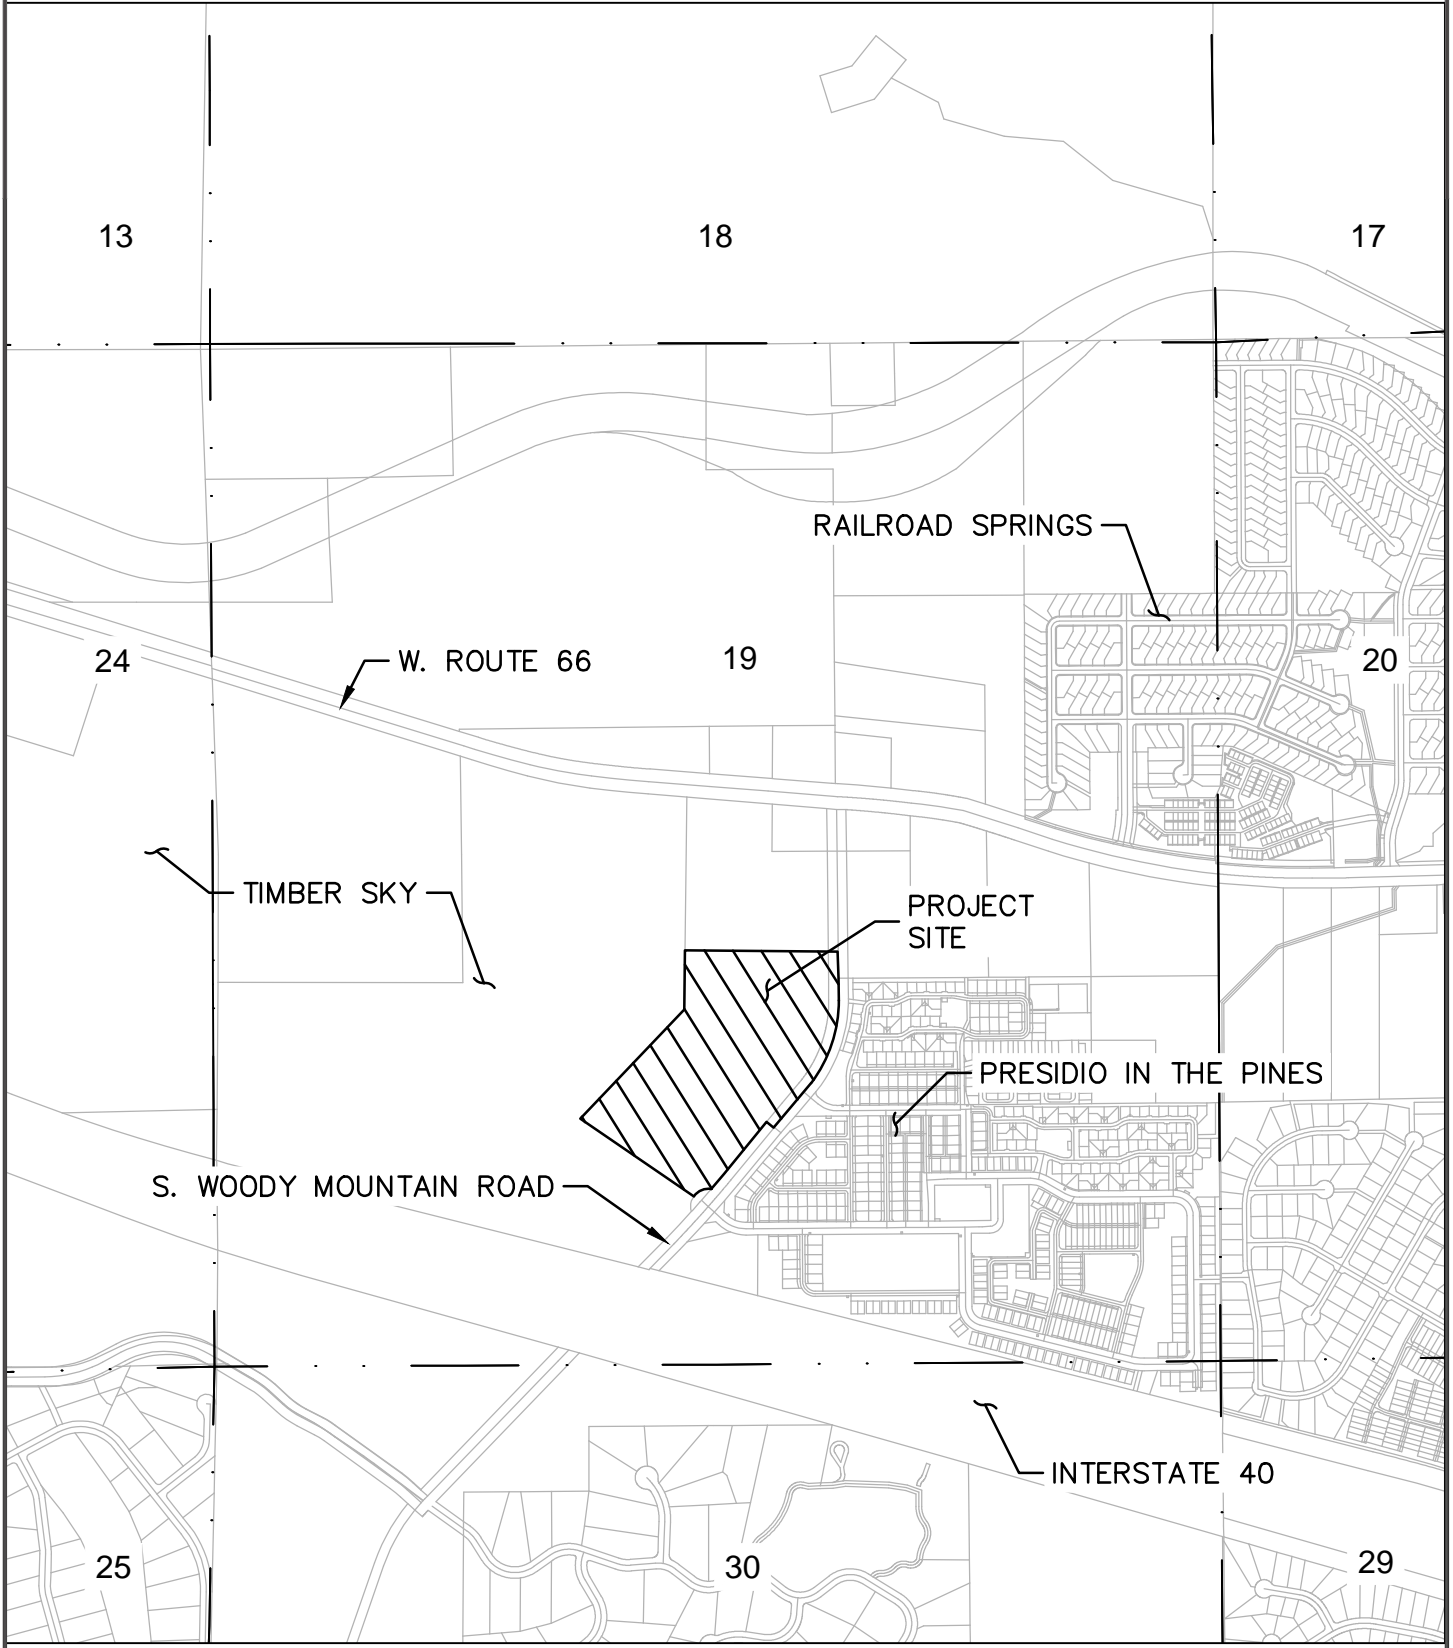 13
18
17
RAILROAD SPRINGS
24
W. ROUTE 66
19
20
TIMBER SKY
PROJECT
SITE
PRESIDIO IN THE PINES
S. WOODY MOUNTAIN ROAD
INTERSTATE 40
25
30
29